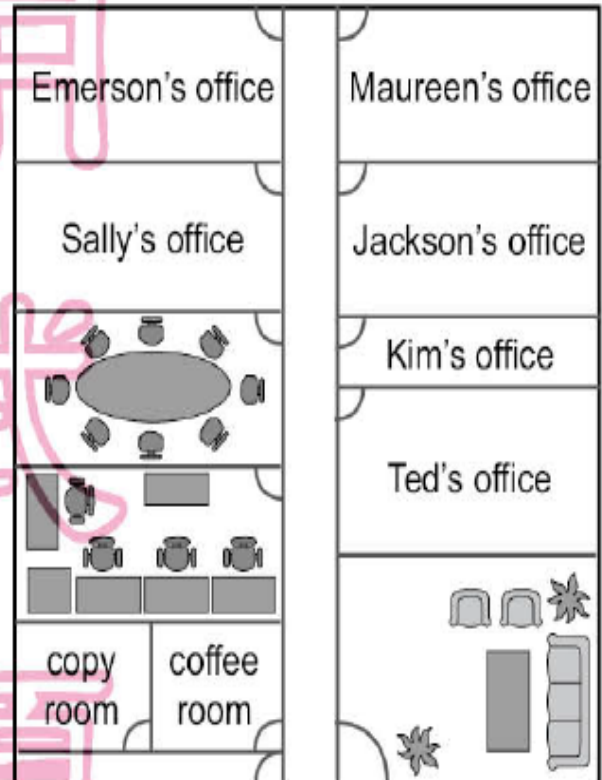 Emerson's office
Maureen's office
Sally's office
Jackson's office
Kim's office
Ted's office
copy
room
coffee
room